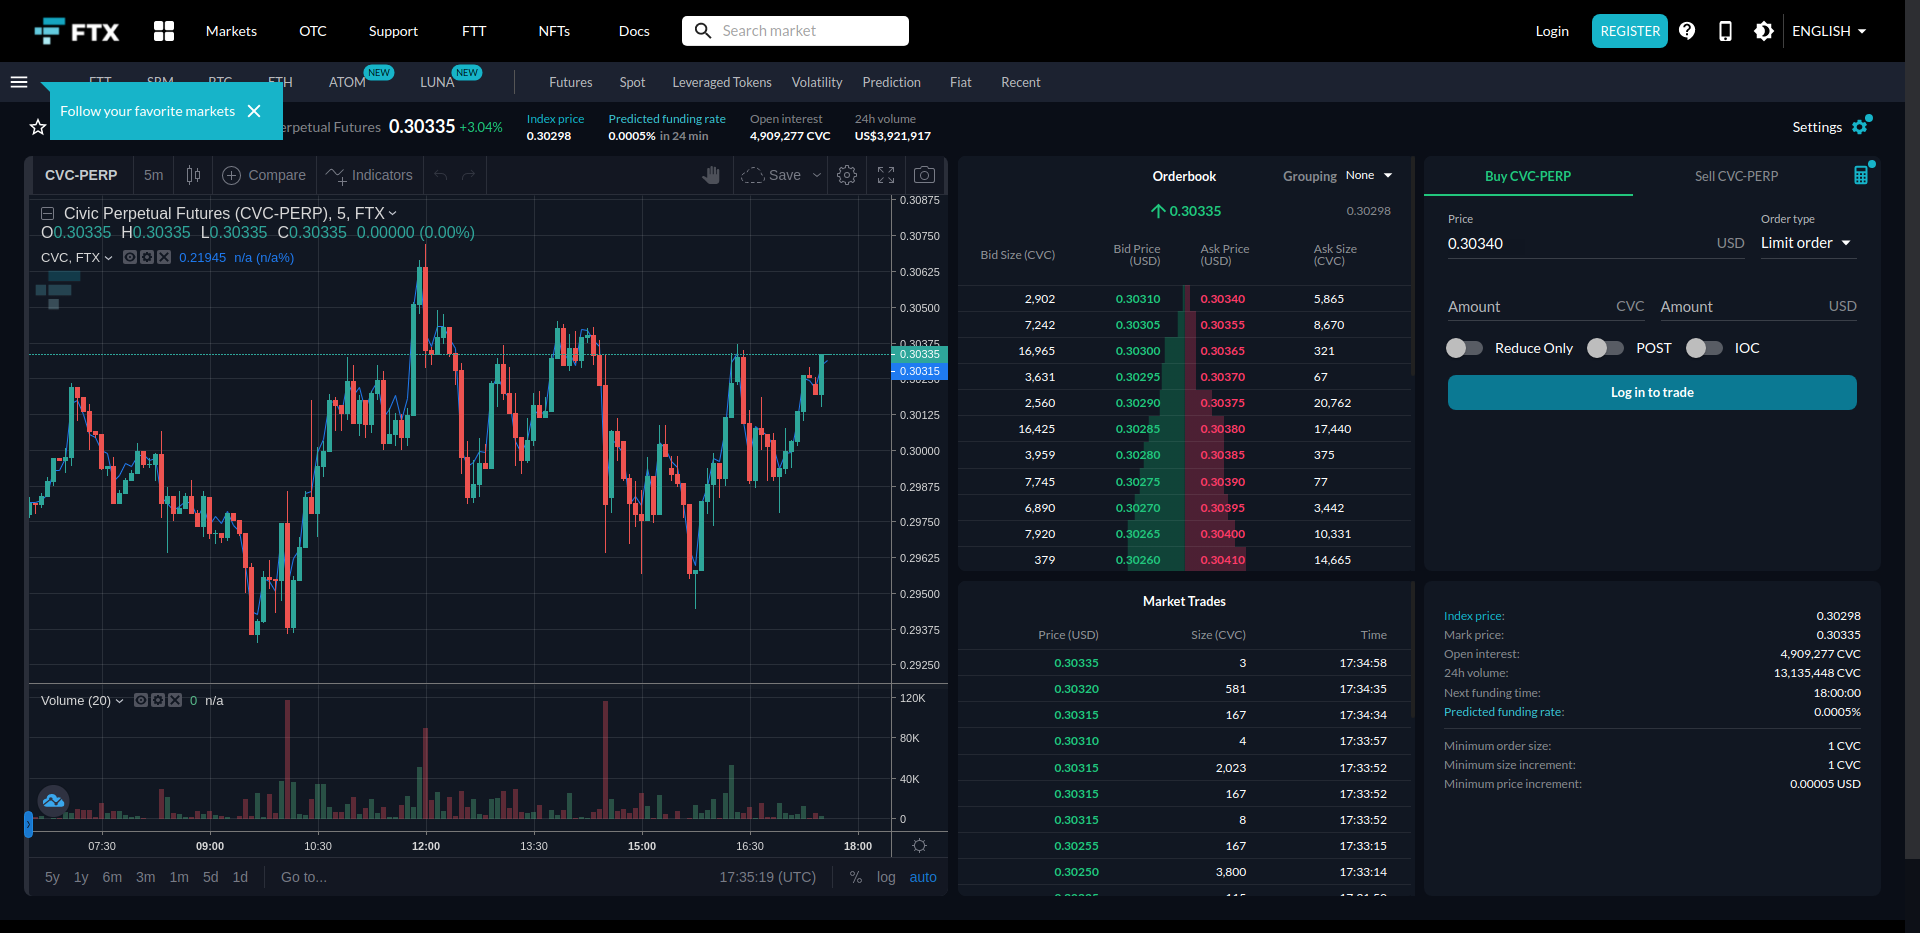 FTX
Markets OTC Support FTT NFTs Docs Search market Login REGISTER ENGLISH
FTT SRM BTC ETH ATOM NEW LUNA NEW Futures Spot Leveraged Tokens Volatility Prediction Fiat Recent
Follow your favorite markets
erpetual Futures 0.30335 +3.04%
Index price
0.30298
Predicted funding rate
0.0005% in 24 min
Open interest
4,909,277 CVC
24h volume
US$3,921,917
Settings
CVC-PERP 5m Compare Indicators Save
Civic Perpetual Futures (CVC-PERP), 5, FTX
O0.30335 H0.30335 L0.30335 C0.30335 0.00000 (0.00%)
CVC, FTX 0.21945 n/a (n/a%)
0.30875
0.30750
0.30625
0.30500
0.30375
0.30335
0.30315
0.30250
0.30125
0.30000
0.29875
0.29750
0.29625
0.29500
0.29375
0.29250
Volume (20) 0 n/a
120K
80K
40K
0
07:30 09:00 10:30 12:00 13:30 15:00 16:30 18:00
5y 1y 6m 3m 1m 5d 1d Go to... 17:35:19 (UTC) % log auto
Orderbook Grouping None
0.30335 0.30298
Bid Size (CVC) Bid Price (USD) Ask Price (USD) Ask Size (CVC)
2,902 0.30310 0.30340 5,865
7,242 0.30305 0.30355 8,670
16,965 0.30300 0.30365 321
3,631 0.30295 0.30370 67
2,560 0.30290 0.30375 20,762
16,425 0.30285 0.30380 17,440
3,959 0.30280 0.30385 375
7,745 0.30275 0.30390 77
6,890 0.30270 0.30395 3,442
7,920 0.30265 0.30400 10,331
379 0.30260 0.30410 14,665
Market Trades
Price (USD) Size (CVC) Time
0.30335 3 17:34:58
0.30320 581 17:34:35
0.30315 167 17:34:34
0.30310 4 17:33:57
0.30315 2,023 17:33:52
0.30315 167 17:33:52
0.30315 8 17:33:52
0.30255 167 17:33:15
0.30250 3,800 17:33:14
Buy CVC-PERP Sell CVC-PERP
Price Order type
0.30340 USD Limit order
Amount CVC Amount USD
Reduce Only POST IOC
Log in to trade
Index price: 0.30298
Mark price: 0.30335
Open interest: 4,909,277 CVC
24h volume: 13,135,448 CVC
Next funding time: 18:00:00
Predicted funding rate: 0.0005%
Minimum order size: 1 CVC
Minimum size increment: 1 CVC
Minimum price increment: 0.00005 USD